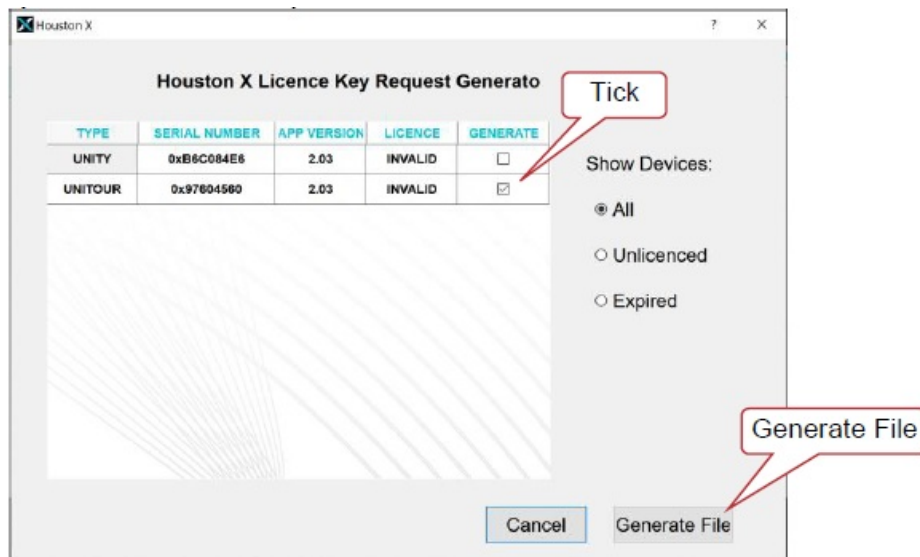 Houston X
Houston X Licence Key Request Generato
Tick
TYPE SERIAL NUMBER APP VERSION LICENCE GENERATE
UNITY 0xB6C084E6 2.03 INVALID
UNITOUR 0x97604560 2.03 INVALID
Show Devices:
All
Unlicenced
Expired
Generate File
Cancel Generate File